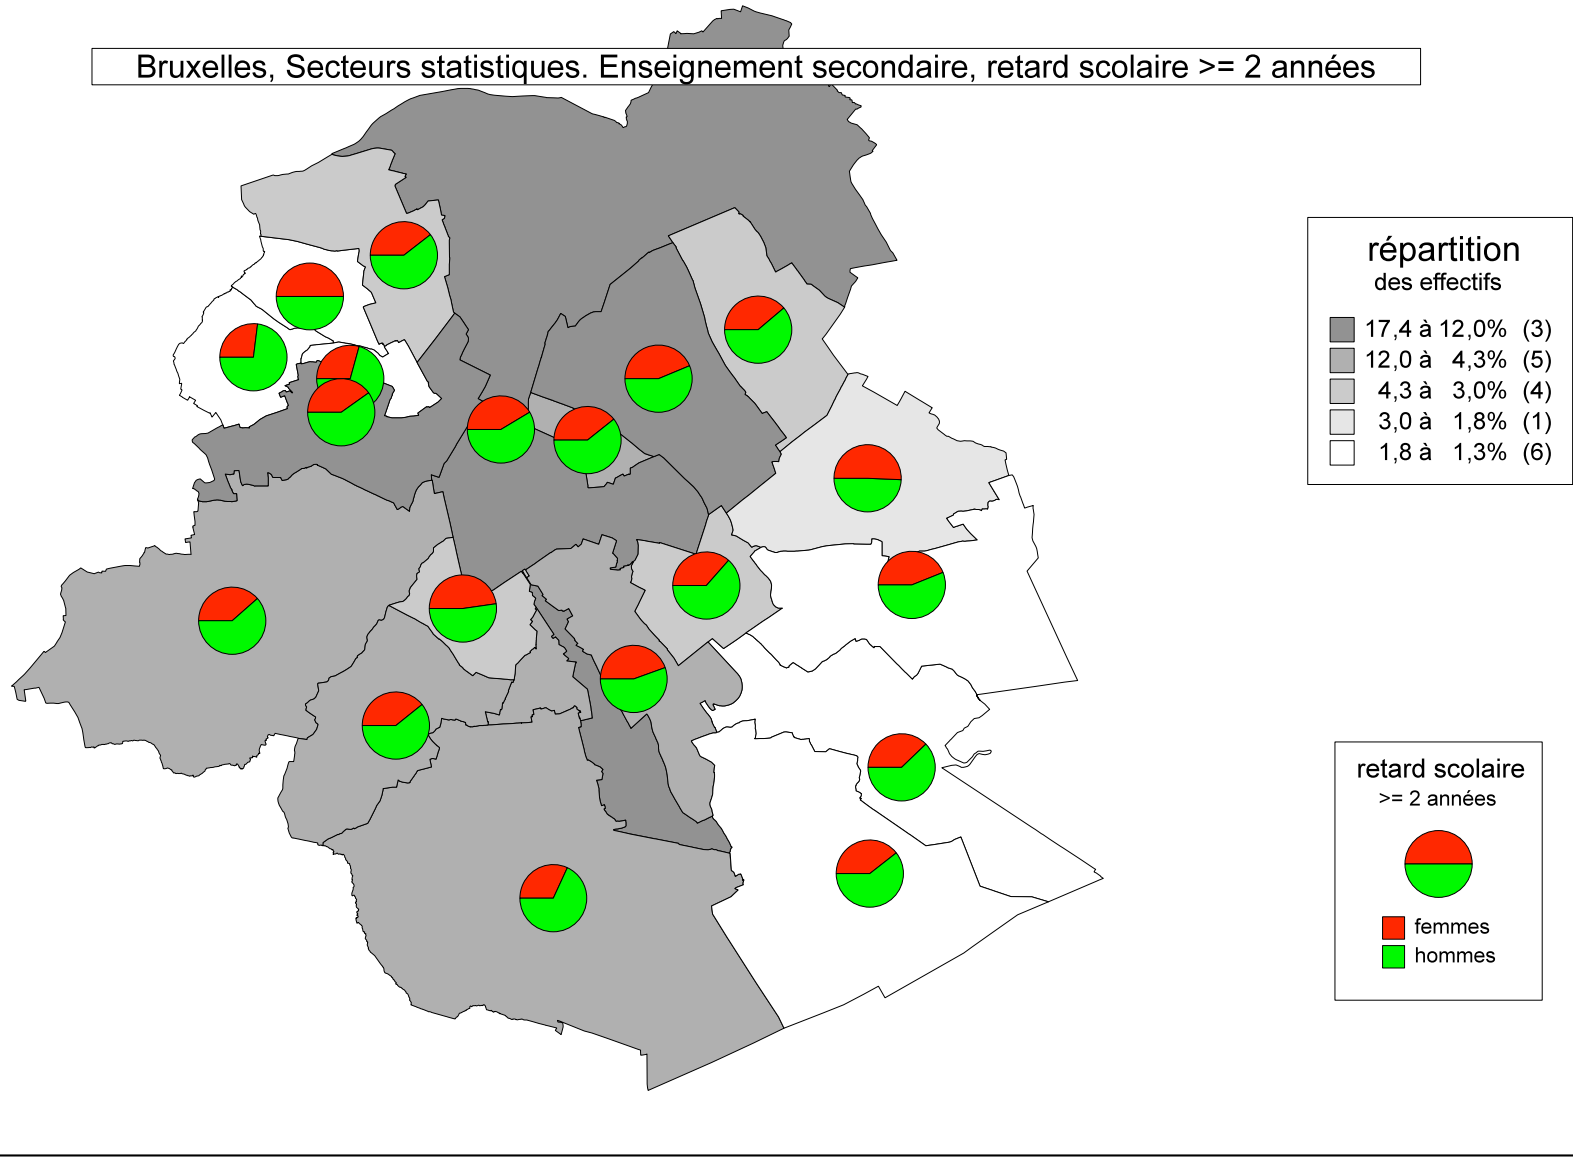 Bruxelles, Secteurs statistiques. Enseignement secondaire, retard scolaire >= 2 années
répartition
des effectifs
17,4 à 12,0% (3)
12,0 à 4,3% (5)
4,3 à 3,0% (4)
3,0 à 1,8% (1)
1,8 à 1,3% (6)
retard scolaire
>= 2 années
femmes
hommes